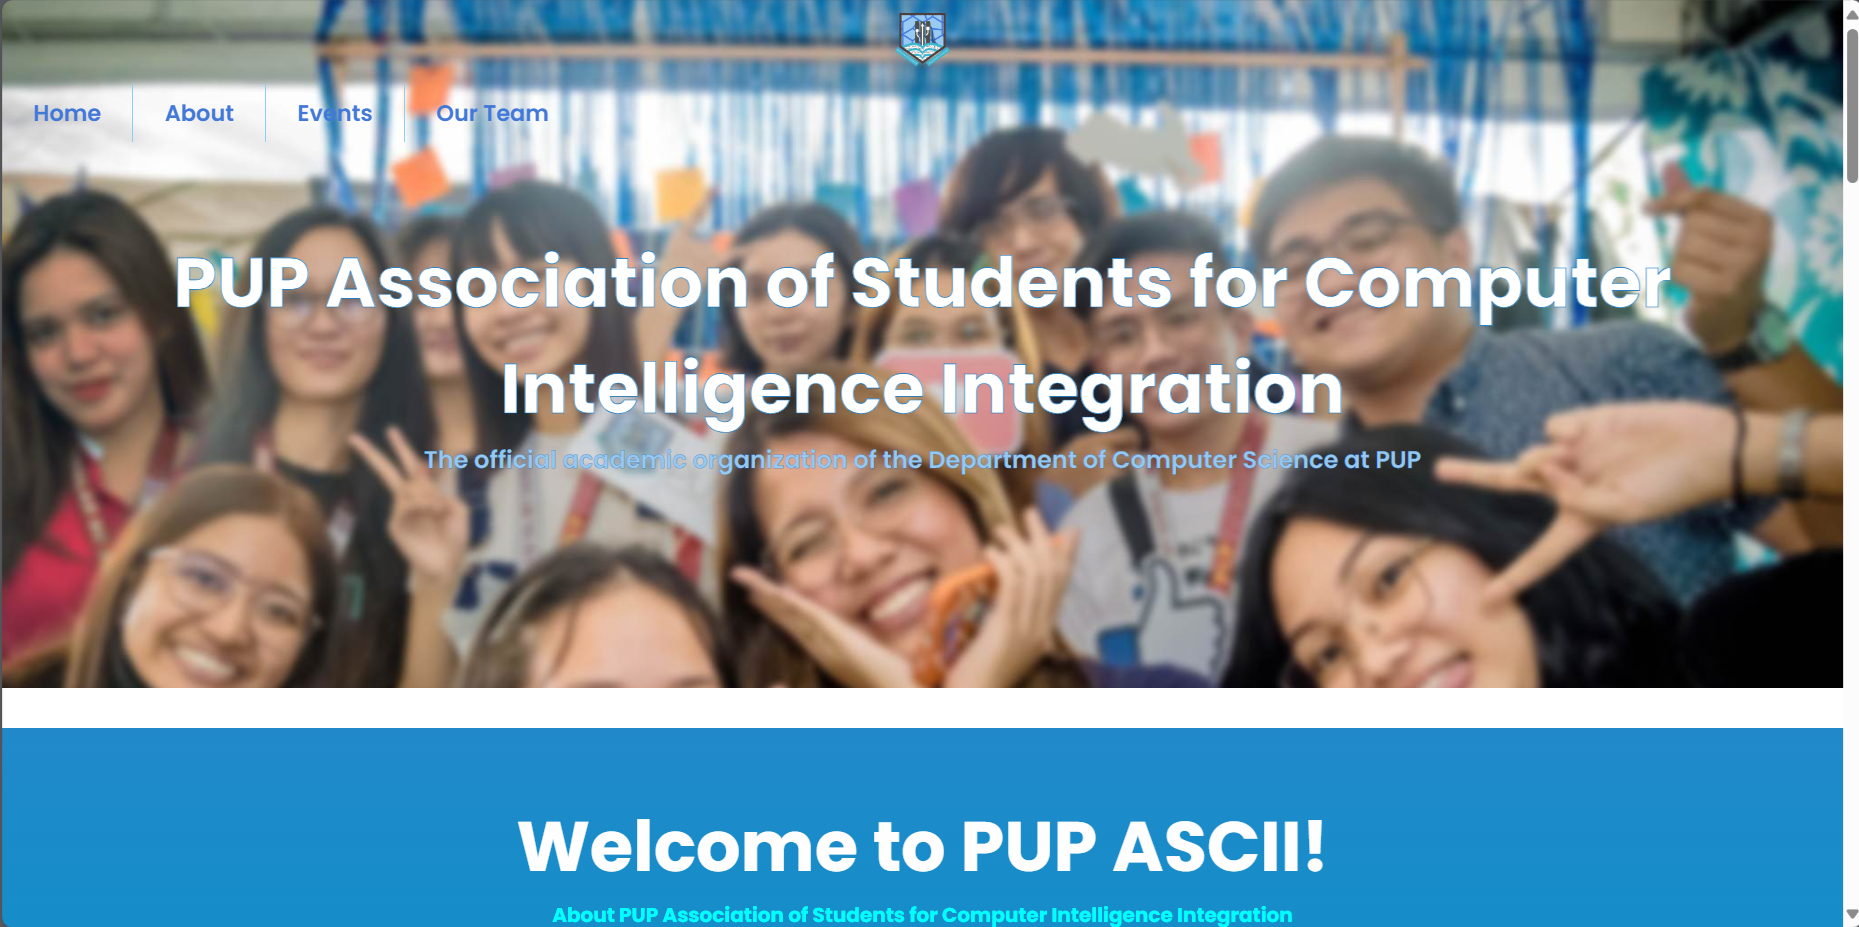 Home
About
Events
Our Team
PUP Association of Students for Computer
Intelligence Integration
The official academic organization of the Department of Computer Science at PUP
Welcome to PUP ASCII!
About PUP Association of Students for Computer Intelligence Integration